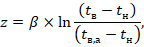 z = β × ln (t_в − t_н) / (t_в,а − t_н),